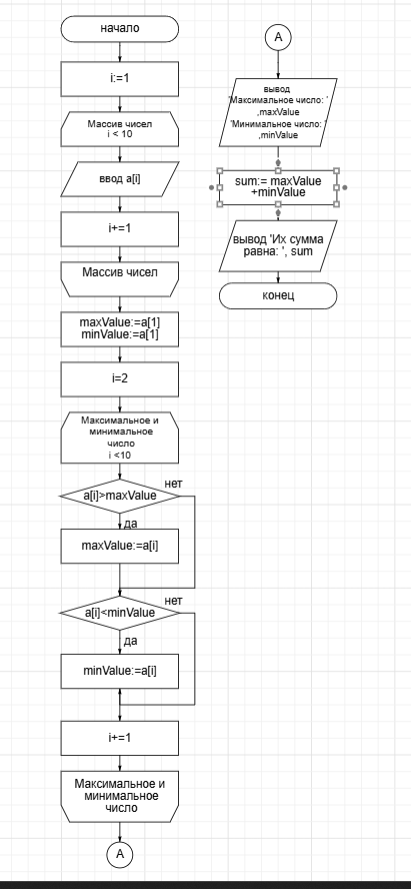 начало
i:=1
Массив чисел
i < 10
ввод a[i]
i+=1
Массив чисел
maxValue:=a[1]
minValue:=a[1]
i=2
Максимальное и
минимальное
число
i <10
a[i]>maxValue
нет
да
maxValue:=a[i]
a[i]<minValue
нет
да
minValue:=a[i]
i+=1
Максимальное и
минимальное
число
A
A
вывод
'Максимальное число: '
,maxValue
'Минимальное число: '
,minValue
sum:= maxValue
+minValue
вывод 'Их сумма
равна: ', sum
конец